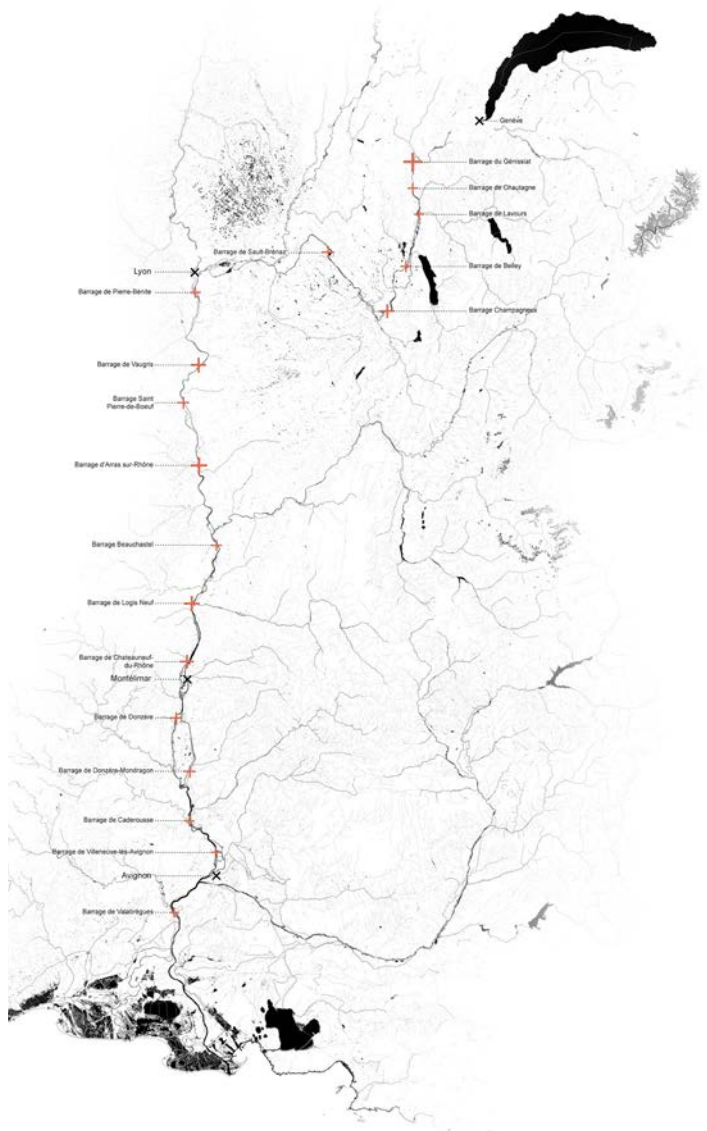 Genève
Barrage du Génissiat
Barrage de Chautagne
Barrage de Lavours
Barrage de Sault-Brénaz
Barrage de Belley
Lyon
Barrage de Pierre-Bénite
Barrage Champagneux
Barrage de Vaugris
Barrage Saint
Pierre-de-Boeuf
Barrage d'Arras sur-Rhône
Barrage Beauchastel
Barrage de Logis Neuf
Barrage de Chateauneuf-
du-Rhône
Montélimar
Barrage de Donzère
Barrage de Donzère-Mondragon
Barrage de Caderousse
Barrage de Villeneuve-lès-Avignon
Avignon